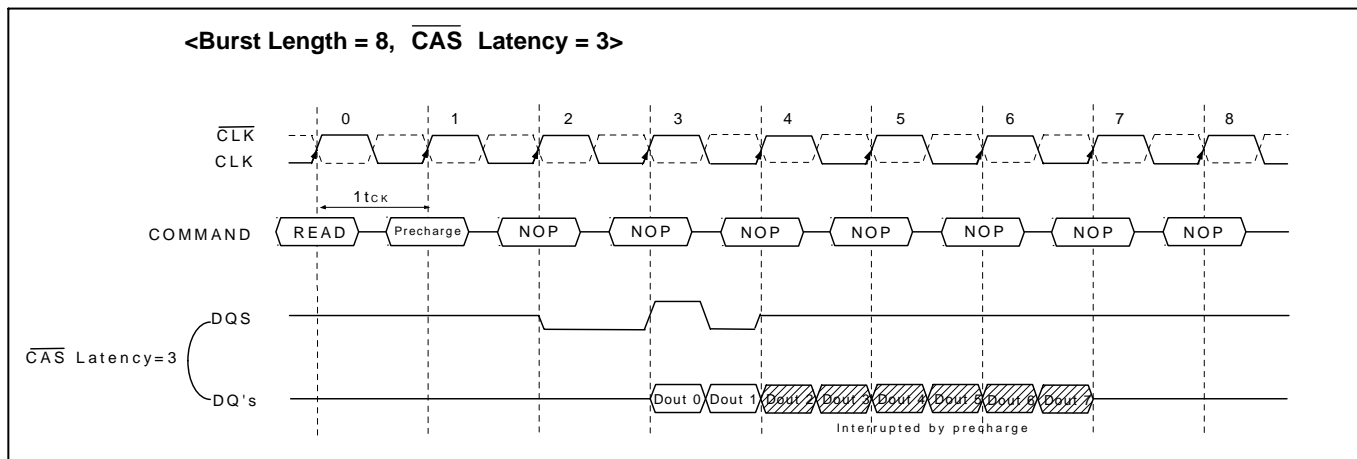 <Burst Length = 8, CAS Latency = 3>
0 1 2 3 4 5 6 7 8
CLK
CLK
1tCK
COMMAND READ Precharge NOP NOP NOP NOP NOP NOP NOP
DQS
CAS Latency=3
DQ's Dout 0 Dout 1 Dout 2 Dout 3 Dout 4 Dout 5 Dout 6 Dout 7
Interrupted by precharge